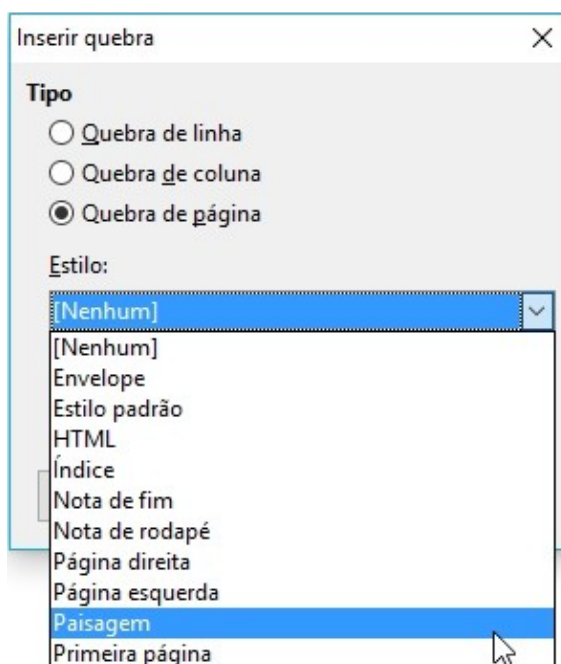 Inserir quebra
Tipo
Quebra de linha
Quebra de coluna
Quebra de página
Estilo:
[Nenhum]
[Nenhum]
Envelope
Estilo padrão
HTML
Índice
Nota de fim
Nota de rodapé
Página direita
Página esquerda
Paisagem
Primeira página